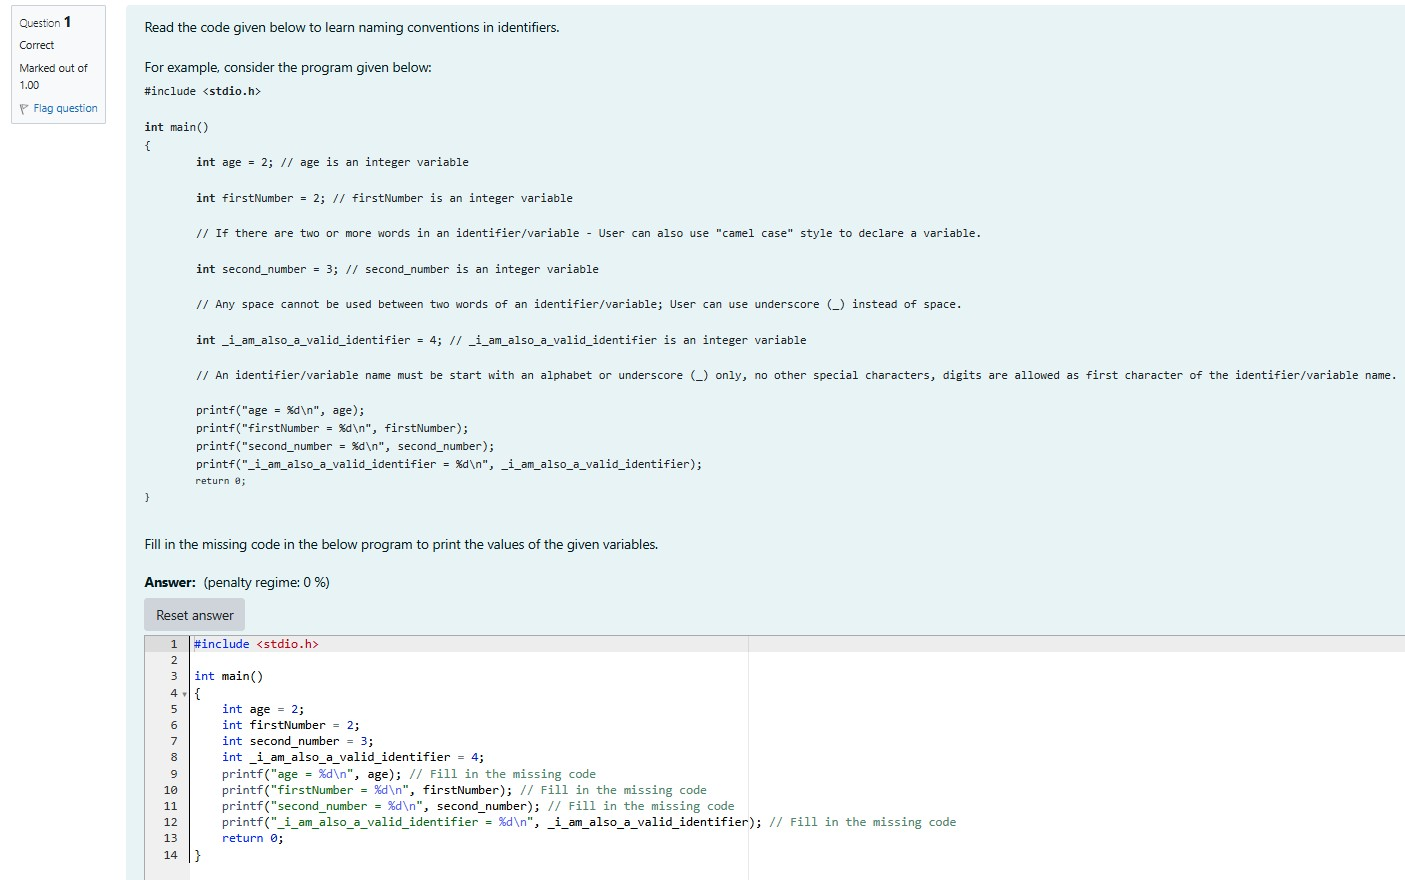 Question 1
Correct
Marked out of
1.00
Flag question
Read the code given below to learn naming conventions in identifiers.
For example, consider the program given below:
#include <stdio.h>
int main()
{
int age = 2; // age is an integer variable
int firstNumber = 2; // firstNumber is an integer variable
// If there are two or more words in an identifier/variable - User can also use "camel case" style to declare a variable.
int second_number = 3; // second_number is an integer variable
// Any space cannot be used between two words of an identifier/variable; User can use underscore (_) instead of space.
int _i_am_also_a_valid_identifier = 4; // _i_am_also_a_valid_identifier is an integer variable
// An identifier/variable name must be start with an alphabet or underscore (_) only, no other special characters, digits are allowed as first character of the identifier/variable name.
printf("age = %d\n", age);
printf("firstNumber = %d\n", firstNumber);
printf("second_number = %d\n", second_number);
printf("_i_am_also_a_valid_identifier = %d\n", _i_am_also_a_valid_identifier);
return 0;
}
Fill in the missing code in the below program to print the values of the given variables.
Answer: (penalty regime: 0 %)
Reset answer
1 #include <stdio.h>
2
3 int main()
4 {
5 int age = 2;
6 int firstNumber = 2;
7 int second_number = 3;
8 int _i_am_also_a_valid_identifier = 4;
9 printf("age = %d\n", age); // Fill in the missing code
10 printf("firstNumber = %d\n", firstNumber); // Fill in the missing code
11 printf("second_number = %d\n", second_number); // Fill in the missing code
12 printf("_i_am_also_a_valid_identifier = %d\n", _i_am_also_a_valid_identifier); // Fill in the missing code
13 return 0;
14 }